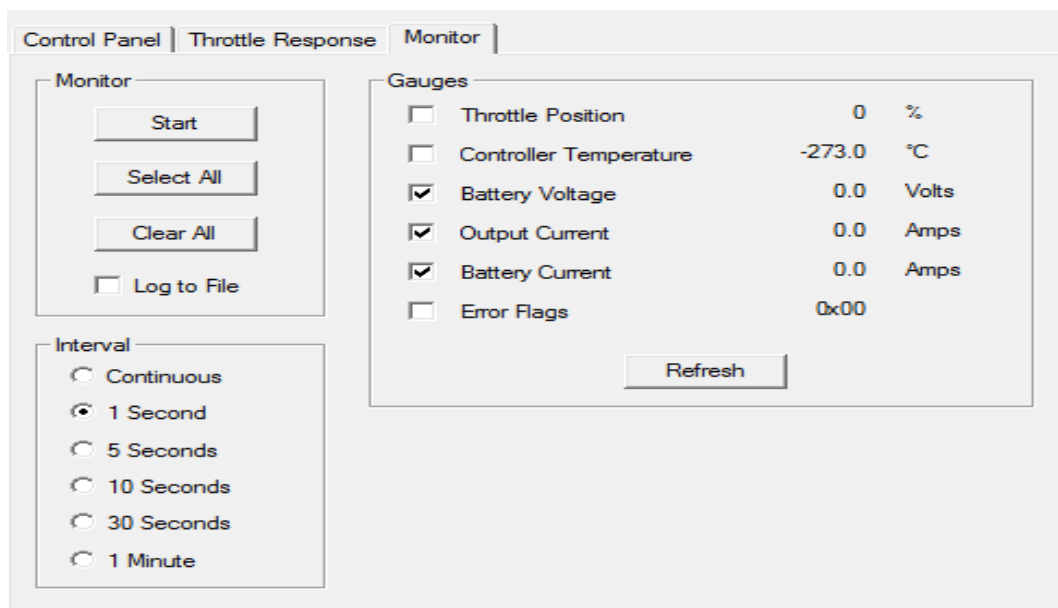 Control Panel
Throttle Response
Monitor
Monitor
Start
Select All
Clear All
Log to File
Interval
Continuous
1 Second
5 Seconds
10 Seconds
30 Seconds
1 Minute
Gauges
Throttle Position 0 %
Controller Temperature -273.0 °C
Battery Voltage 0.0 Volts
Output Current 0.0 Amps
Battery Current 0.0 Amps
Error Flags 0x00
Refresh